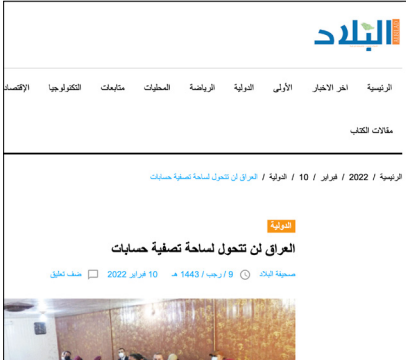 البلاد
الرئيسية اخر الاخبار الأولى الدولية الرياضة المحليات متابعات التكنولوجيا الإقتصاد
مقالات الكتاب
الرئيسية / 2022 / فبراير / 10 / الدولية / العراق لن تتحول لساحة تصفية حسابات
الدولية
العراق لن تتحول لساحة تصفية حسابات
صحيفة البلاد 9 / رجب / 1443 هـ 10 فبراير 2022 ضف تعليق